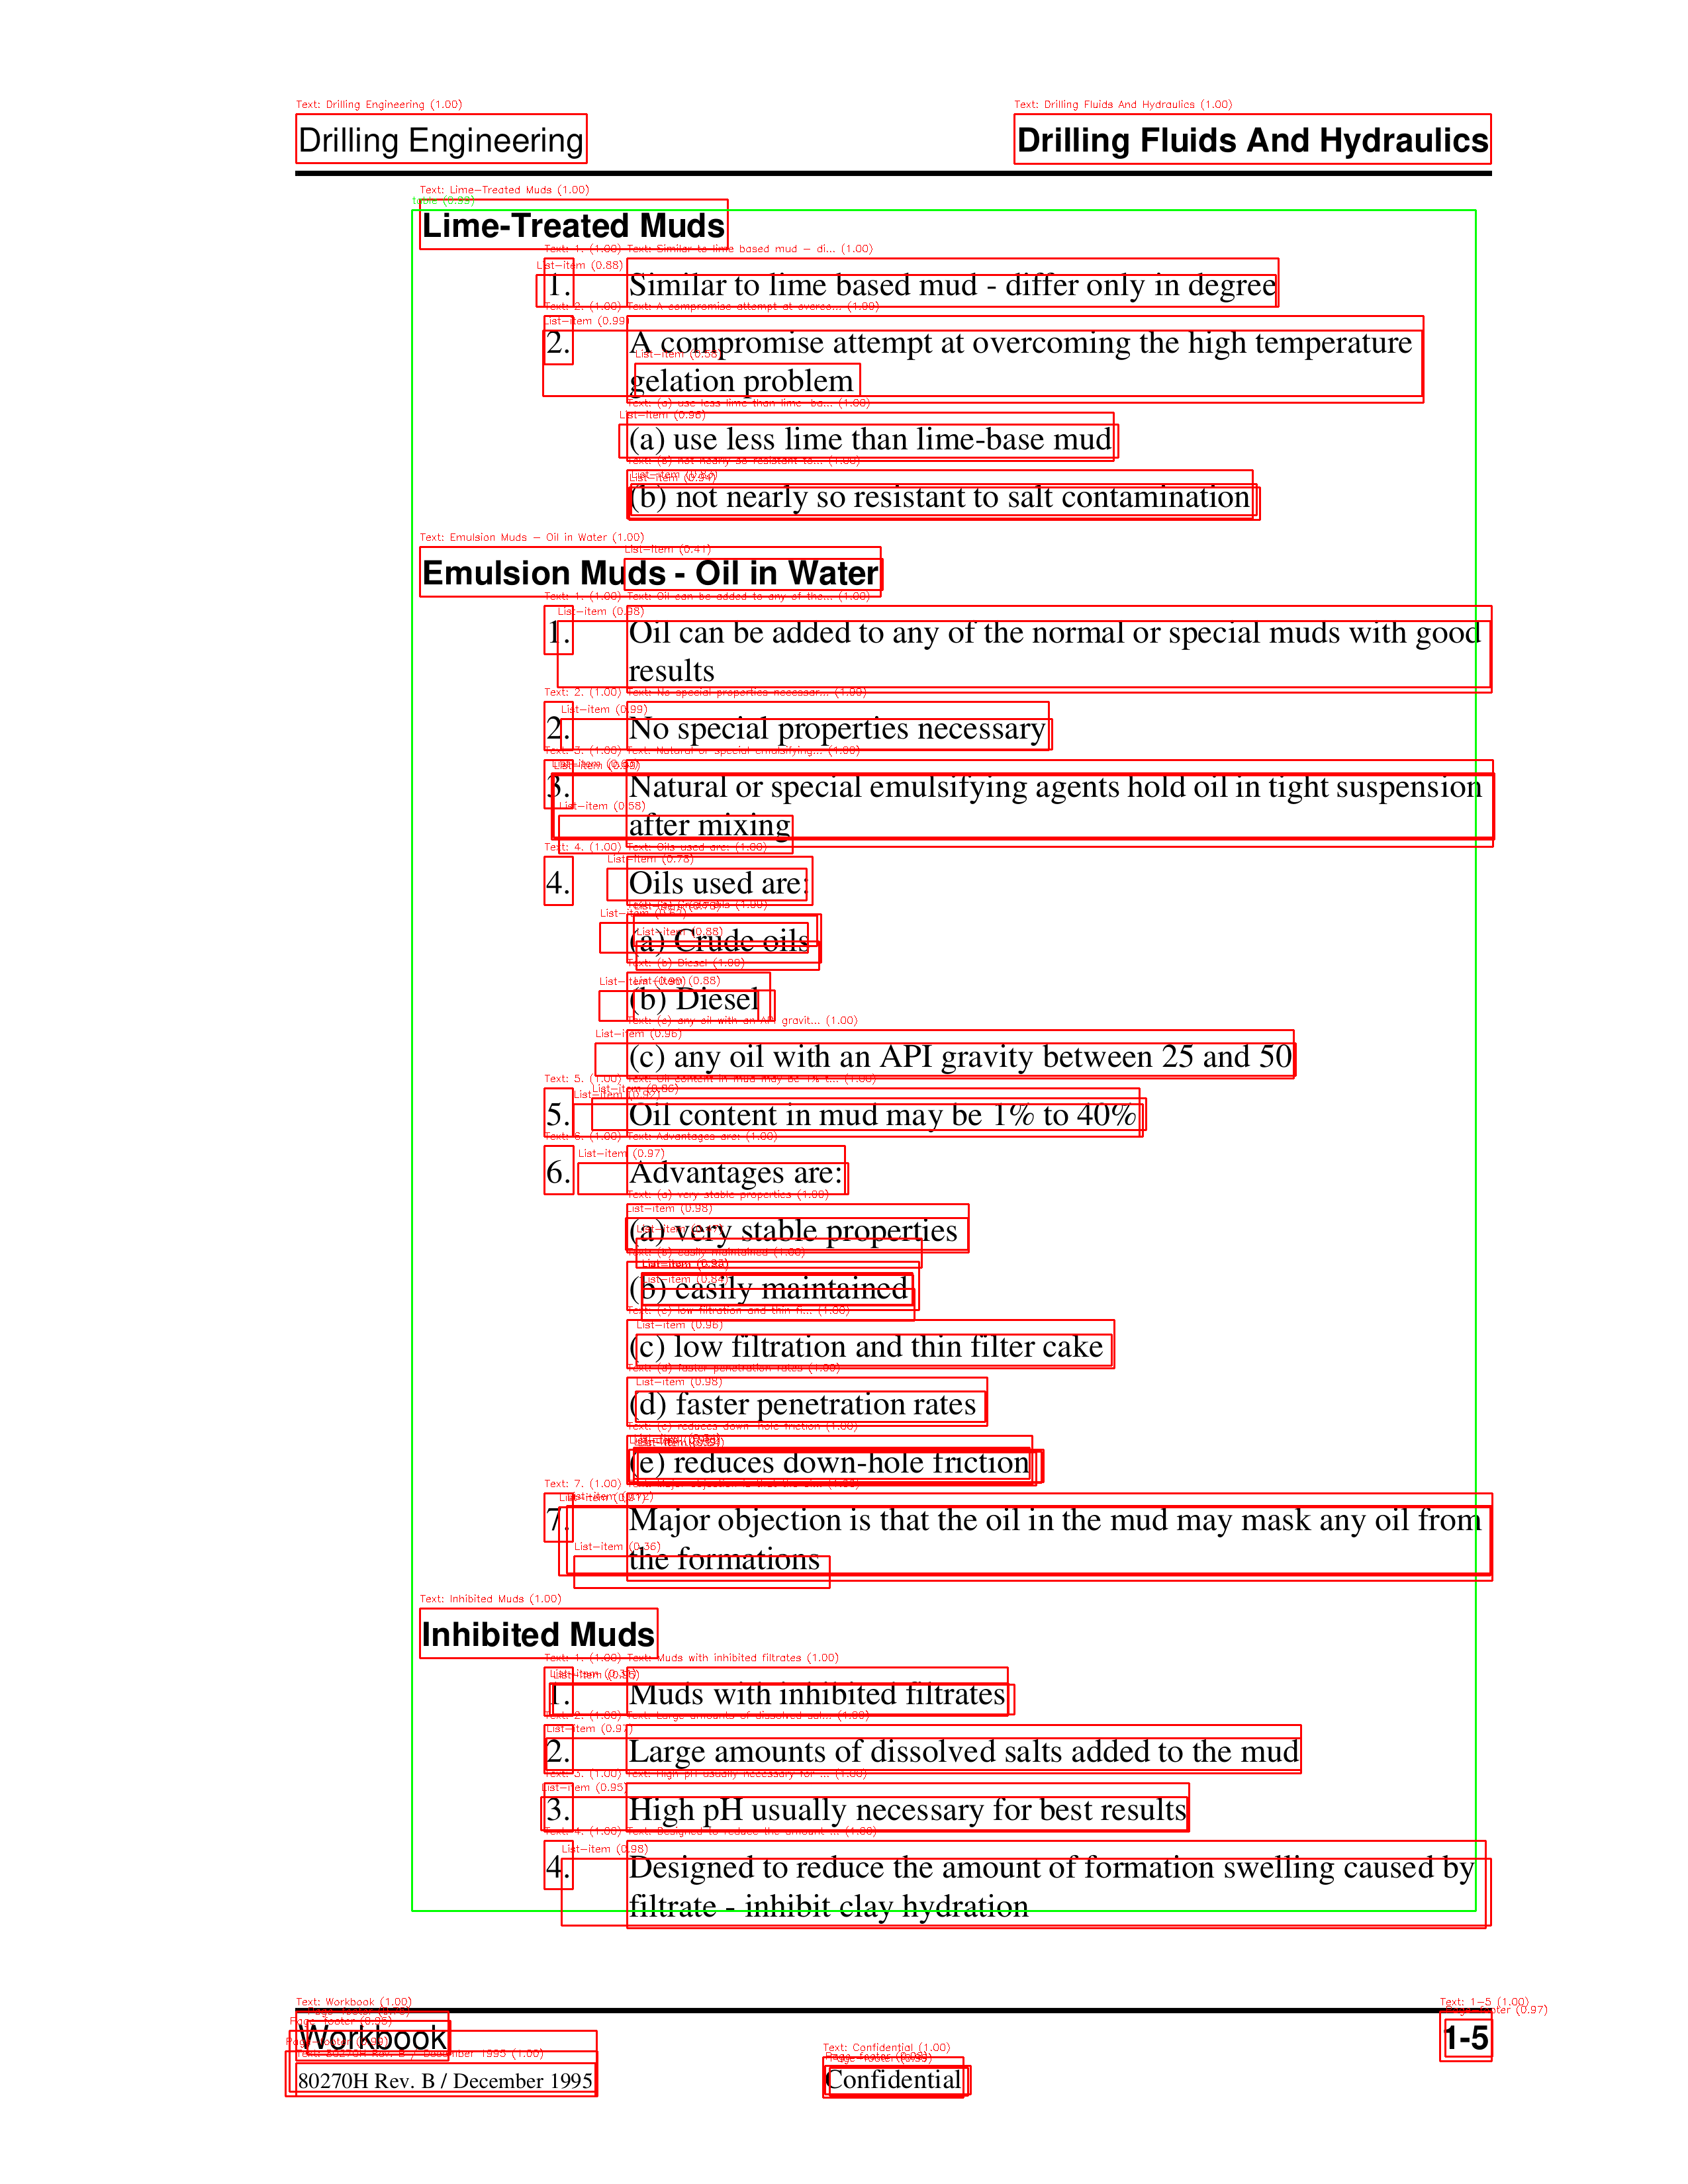 Drilling Engineering
Drilling Fluids And Hydraulics
Lime-Treated Muds
1. Similar to lime based mud - differ only in degree
2. A compromise attempt at overcoming the high temperature
gelation problem
(a) use less lime than lime-base mud
(b) not nearly so resistant to salt contamination
Emulsion Muds - Oil in Water
1. Oil can be added to any of the normal or special muds with good
results
2. No special properties necessary
3. Natural or special emulsifying agents hold oil in tight suspension
after mixing
4. Oils used are:
(a) Crude oils
(b) Diesel
(c) any oil with an API gravity between 25 and 50
5. Oil content in mud may be 1% to 40%
6. Advantages are:
(a) very stable properties
(b) easily maintained
(c) low filtration and thin filter cake
(d) faster penetration rates
(e) reduces down-hole friction
7. Major objection is that the oil in the mud may mask any oil from
the formations
Inhibited Muds
1. Muds with inhibited filtrates
2. Large amounts of dissolved salts added to the mud
3. High pH usually necessary for best results
4. Designed to reduce the amount of formation swelling caused by
filtrate - inhibit clay hydration
Workbook
1-5
80270H Rev. B / December 1995
Confidential